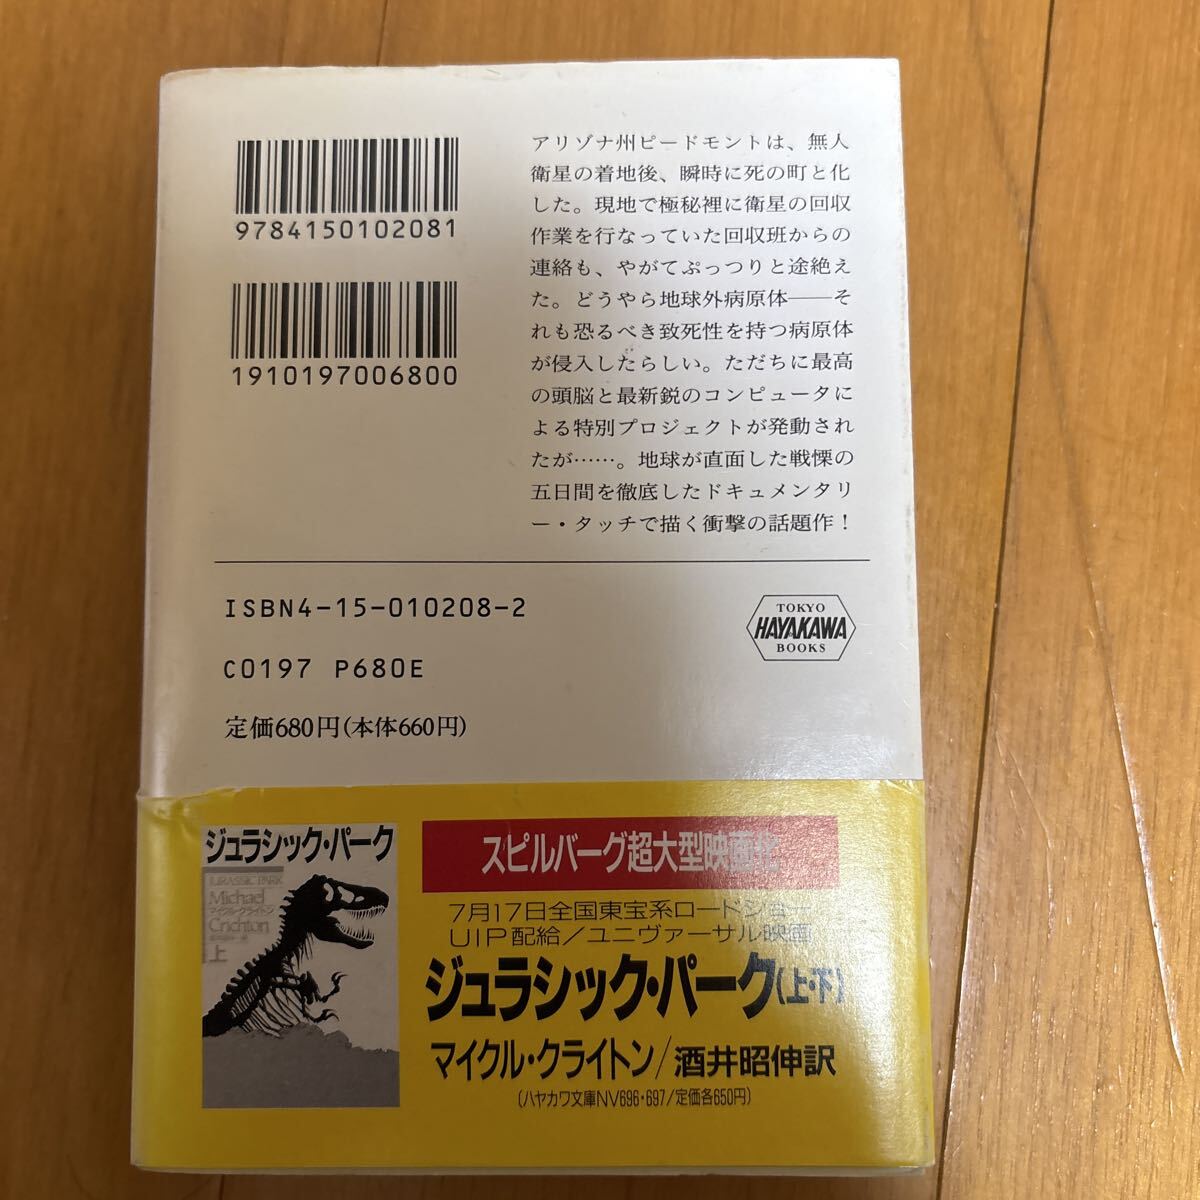 9784150102081
1910197006800
アリゾナ州ピードモントは、無人
衛星の着地後、瞬時に死の町と化
した。現地で極秘裡に衛星の回収
作業を行なっていた回収班からの
連絡も、やがてぷっつりと途絶え
た。どうやら地球外病原体――そ
れも恐るべき致死性を持つ病原体
が侵入したらしい。ただちに最高
の頭脳と最新鋭のコンピュータに
よる特別プロジェクトが発動され
たが……。地球が直面した戦慄の
五日間を徹底したドキュメンタリ
ー・タッチで描く衝撃の話題作！
ISBN4-15-010208-2
C0197 P680E
定価680円(本体660円)
TOKYO
HAYAKAWA
BOOKS
ジュラシック・パーク
JURASSIC PARK
Michael
マイクル・クライトン
Crichton
上
スピルバーグ超大型映画化
7月17日全国東宝系ロードショー
UIP配給／ユニヴァーサル映画
ジュラシック・パーク(上・下)
マイクル・クライトン／酒井昭伸訳
(ハヤカワ文庫NV696・697/定価各650円)